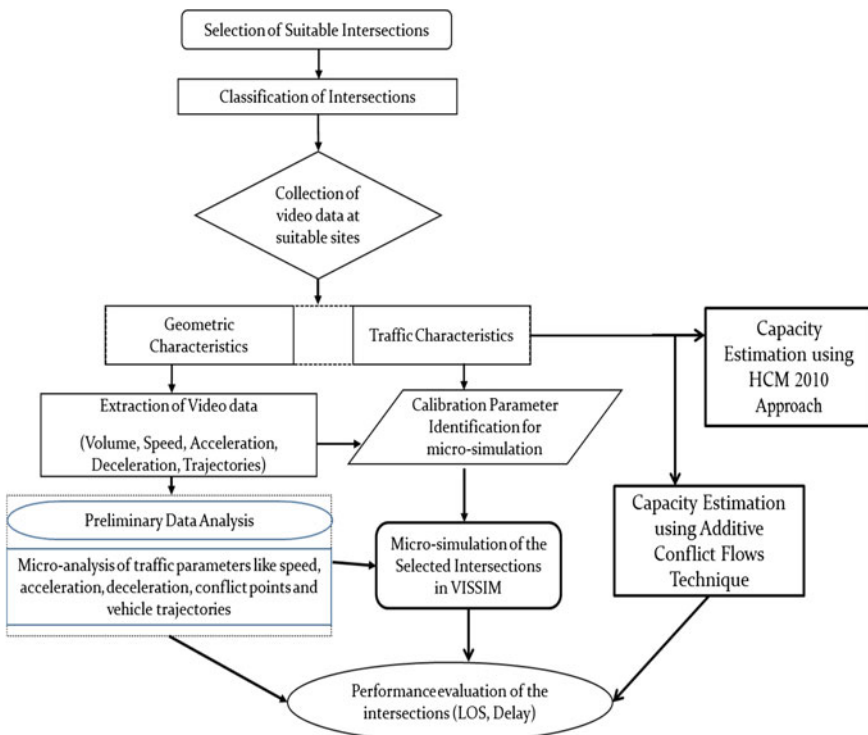 Selection of Suitable Intersections
Classification of Intersections
Collection of
video data at
suitable sites
Geometric
Characteristics
Traffic Characteristics
Capacity
Estimation using
HCM 2010
Approach
Extraction of Video data
(Volume, Speed, Acceleration,
Deceleration, Trajectories)
Calibration Parameter
Identification for
micro-simulation
Preliminary Data Analysis
Micro-analysis of traffic parameters like speed,
acceleration, deceleration, conflict points and
vehicle trajectories
Micro-simulation of the
Selected Intersections
in VISSIM
Capacity Estimation
using Additive
Conflict Flows
Technique
Performance evaluation of the
intersections (LOS, Delay)